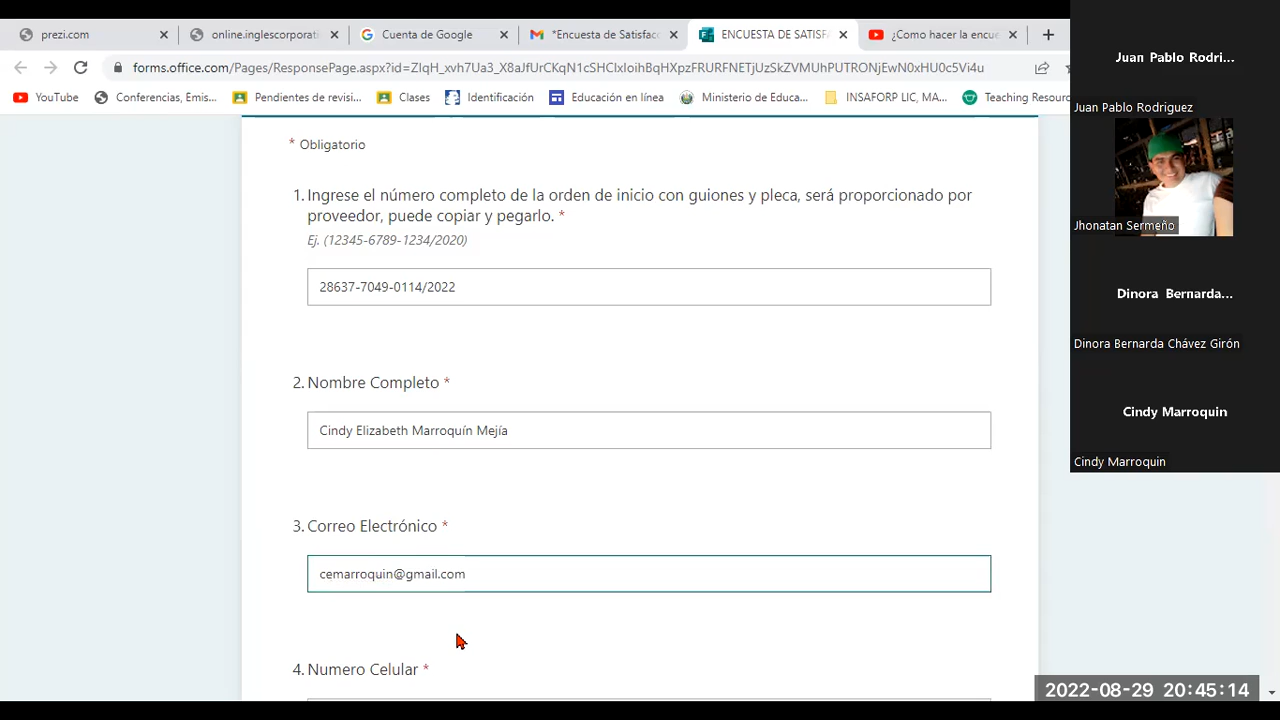 prezi.com
online.inglescorporati
Cuenta de Google
*Encuesta de Satisfacc
ENCUESTA DE SATISFA
¿Como hacer la encue
forms.office.com/Pages/ResponsePage.aspx?id=ZIqH_xvh7Ua3_X8aJfUrCKqN1cSHClxIoihBqHXpzFRURFNETjUzSkZVMUhPUTRONjEwN0xHU0c5Vi4u
YouTube
Conferencias, Emis...
Pendientes de revisi...
Clases
Identificación
Educación en línea
Ministerio de Educa...
INSAFORP LIC, MA...
Teaching Resourc
* Obligatorio
1. Ingrese el número completo de la orden de inicio con guiones y pleca, será proporcionado por
proveedor, puede copiar y pegarlo. *
Ej. (12345-6789-1234/2020)
28637-7049-0114/2022
2. Nombre Completo *
Cindy Elizabeth Marroquín Mejía
3. Correo Electrónico *
cemarroquin@gmail.com
4. Numero Celular *
Juan Pablo Rodri...
Juan Pablo Rodriguez
Jhonatan Sermeño
Dinora Bernarda...
Dinora Bernarda Chávez Girón
Cindy Marroquin
Cindy Marroquin
2022-08-29 20:45:14